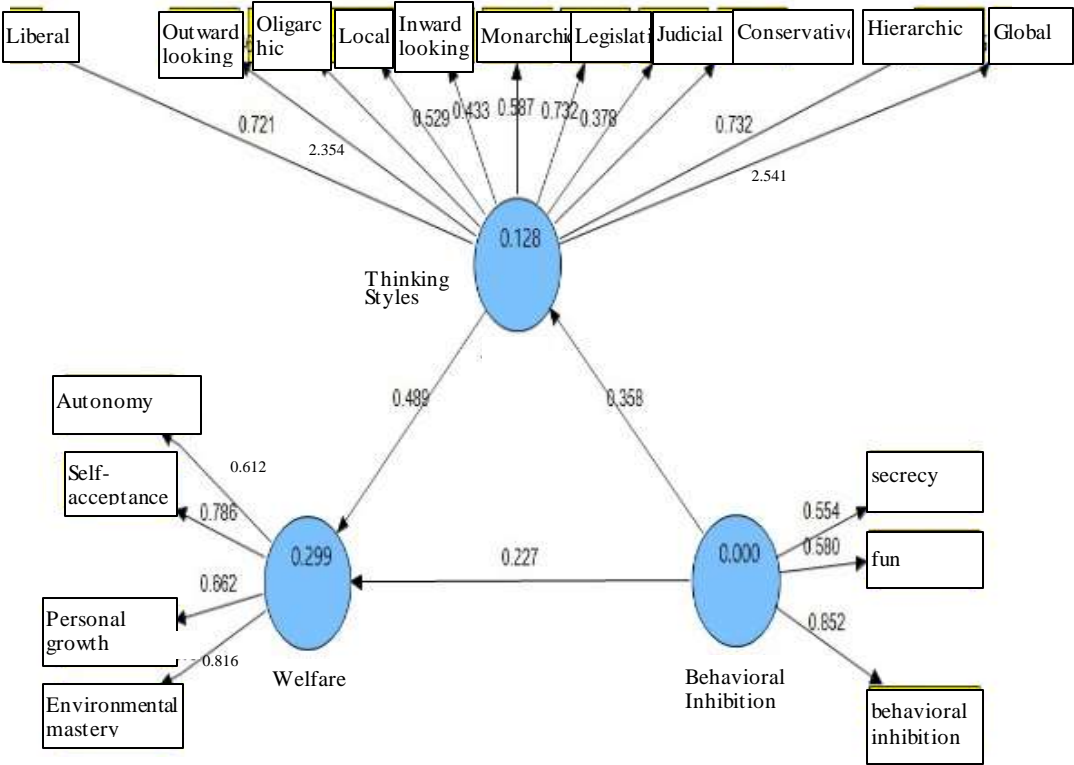 Liberal
Outward
looking
Oligarc
hic
Local
Inward
looking
Monarchic
Legislati
Judicial
Conservative
Hierarchic
Global
0.721
2.354
0.529
0.433
0.587
0.732
0.378
0.732
2.541
0.128
Thinking
Styles
0.489
0.358
Autonomy
0.612
Self-
acceptance
0.786
0.662
Personal
growth
0.816
Environmental
mastery
0.299
Welfare
0.227
0.000
Behavioral
Inhibition
secrecy
0.554
0.580
fun
0.852
behavioral
inhibition